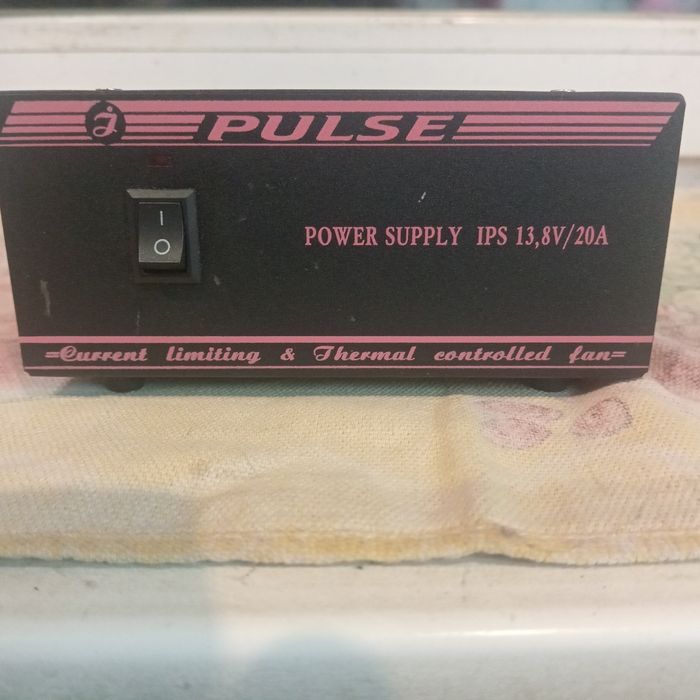 J PULSE
I
O
POWER SUPPLY IPS 13,8V/20A
=Current limiting & Thermal controlled fan=